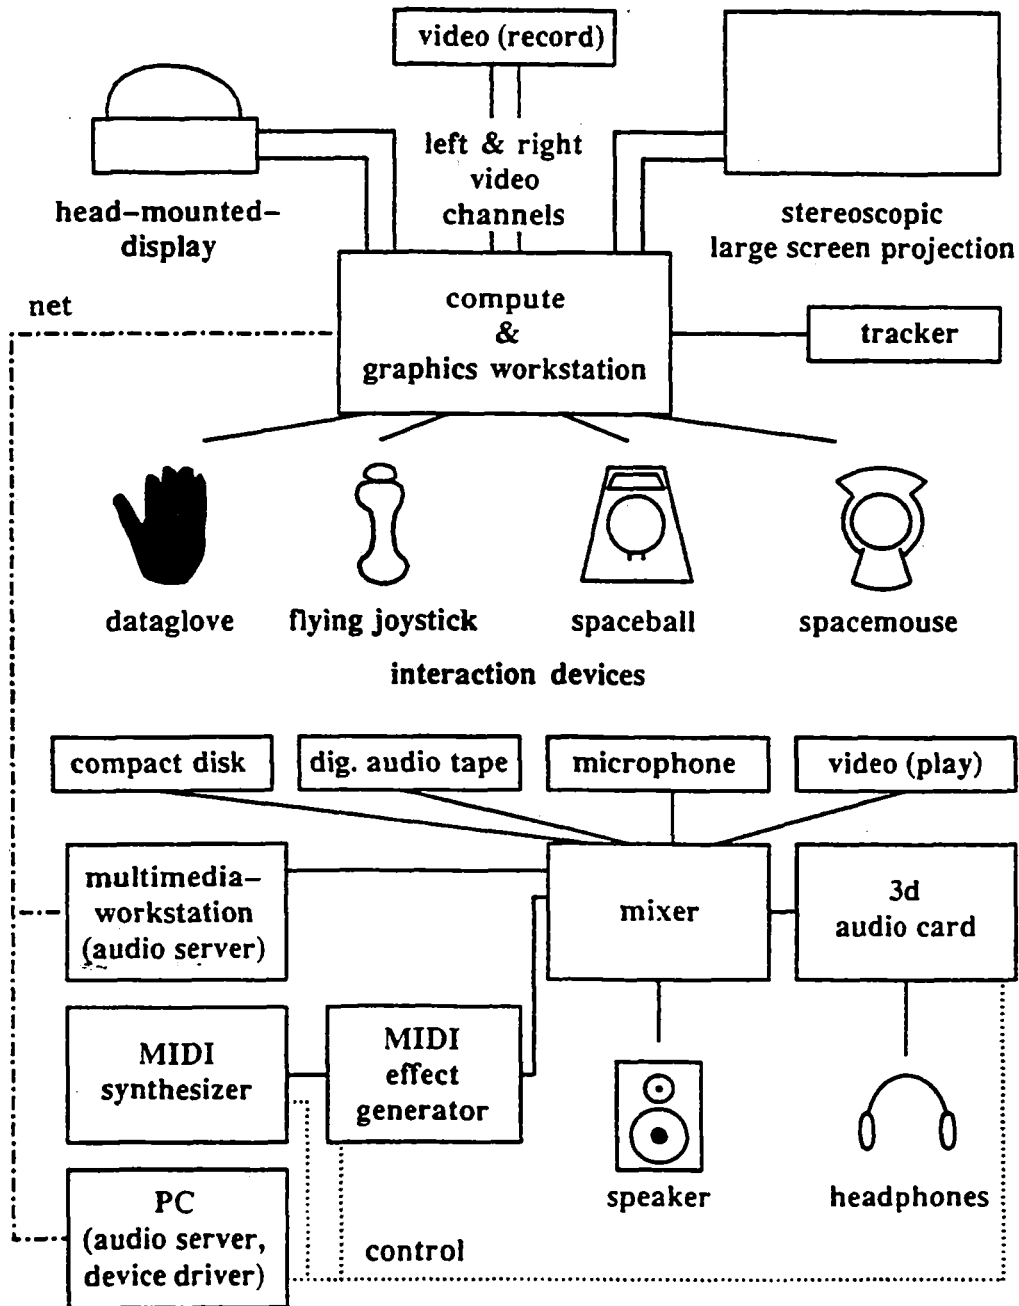 video (record)
left & right
video
channels
head-mounted-
display
stereoscopic
large screen projection
net
compute
&
graphics workstation
tracker
dataglove
flying joystick
spaceball
spacemouse
interaction devices
compact disk
dig. audio tape
microphone
video (play)
multimedia-
workstation
(audio server)
mixer
3d
audio card
MIDI
synthesizer
MIDI
effect
generator
speaker
headphones
PC
(audio server,
device driver)
control